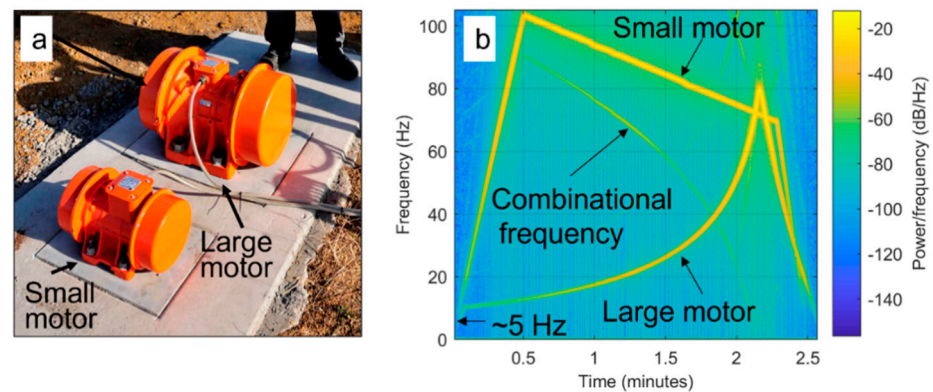 a
Large
motor
Small
motor
b
Small motor
Combinational
frequency
Large motor
~5 Hz
Frequency (Hz)
100
80
60
40
20
0
0.5
1
1.5
2
2.5
Time (minutes)
-20
-40
-60
-80
-100
-120
-140
Power/frequency (dB/Hz)